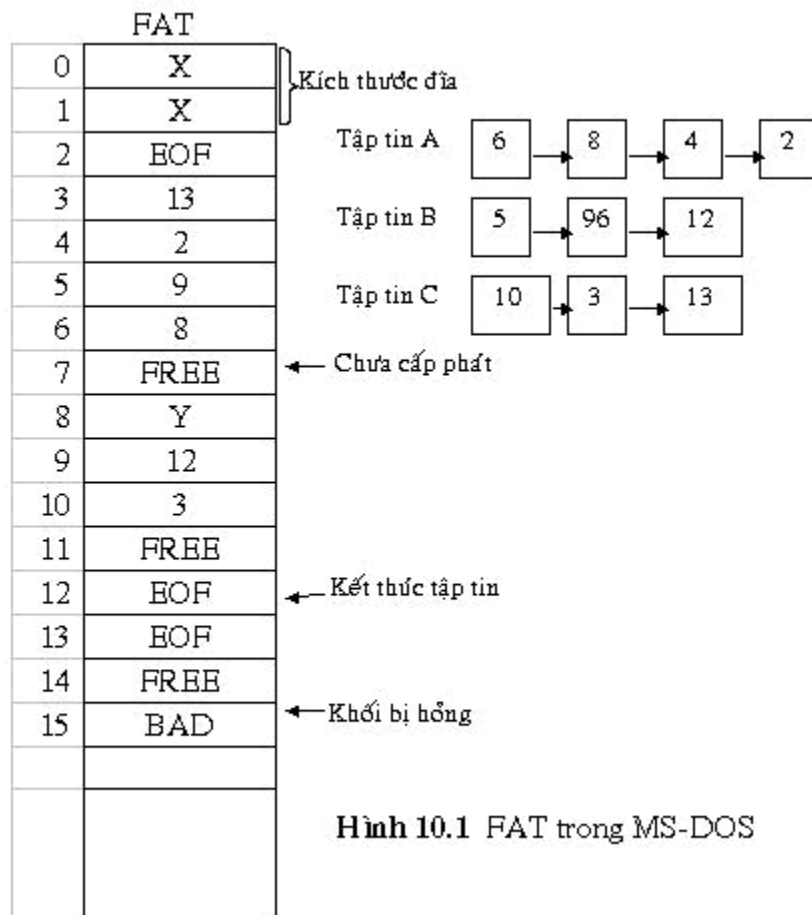 FAT
0 X
1 X
Kích thước đĩa
2 EOF
3 13
4 2
5 9
6 8
7 FREE
8 Y
9 12
10 3
11 FREE
12 EOF
13 EOF
14 FREE
15 BAD
Tập tin A 6 8 4 2
Tập tin B 5 96 12
Tập tin C 10 3 13
Chưa cấp phát
Kết thúc tập tin
Khối bị hỏng
Hình 10.1 FAT trong MS-DOS